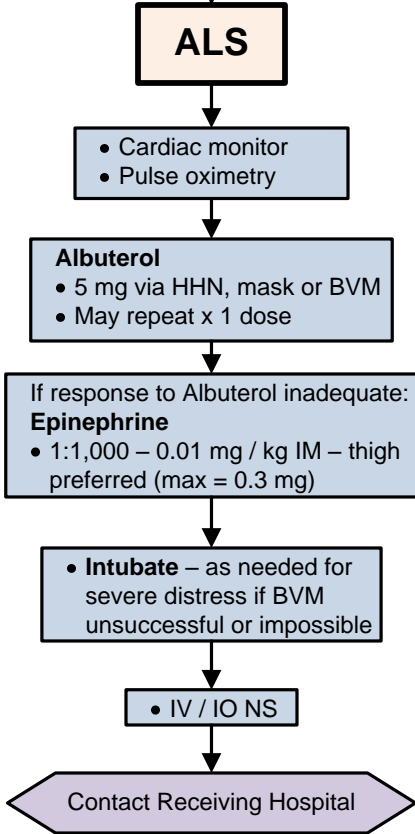 ALS
• Cardiac monitor
• Pulse oximetry
Albuterol
• 5 mg via HHN, mask or BVM
• May repeat x 1 dose
If response to Albuterol inadequate:
Epinephrine
• 1:1,000 – 0.01 mg / kg IM – thigh
preferred (max = 0.3 mg)
• Intubate – as needed for
severe distress if BVM
unsuccessful or impossible
• IV / IO NS
Contact Receiving Hospital